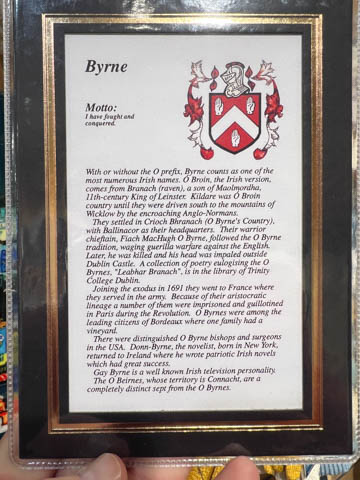 Byrne
Motto:
I have fought and
conquered.
With or without the O prefix, Byrne counts as one of the
most numerous Irish names. Ó Broin, the Irish version,
comes from Branach (raven), a son of Maolmordha,
11th-century King of Leinster. Kildare was Ó Broin
country until they were driven south to the mountains of
Wicklow by the encroaching Anglo-Normans.
They settled in Crioch Bhranach (O Byrne's Country),
with Ballinacor as their headquarters. Their warrior
chieftain, Fiach MacHugh O Byrne, followed the O Byrne
tradition, waging guerilla warfare against the English.
Later, he was killed and his head was impaled outside
Dublin Castle. A collection of poetry eulogising the O
Byrnes, "Leabhar Branach", is in the library of Trinity
College Dublin.
Joining the exodus in 1691 they went to France where
they served in the army. Because of their aristocratic
lineage a number of them were imprisoned and guillotined
in Paris during the Revolution. O Byrnes were among the
leading citizens of Bordeaux where one family had a
vineyard.
There were distinguished O Byrne bishops and surgeons
in the USA. Donn-Byrne, the novelist, born in New York,
returned to Ireland where he wrote patriotic Irish novels
which had great success.
Gay Byrne is a well known Irish television personality.
The O Beirnes, whose territory is Connacht, are a
completely distinct sept from the O Byrnes.